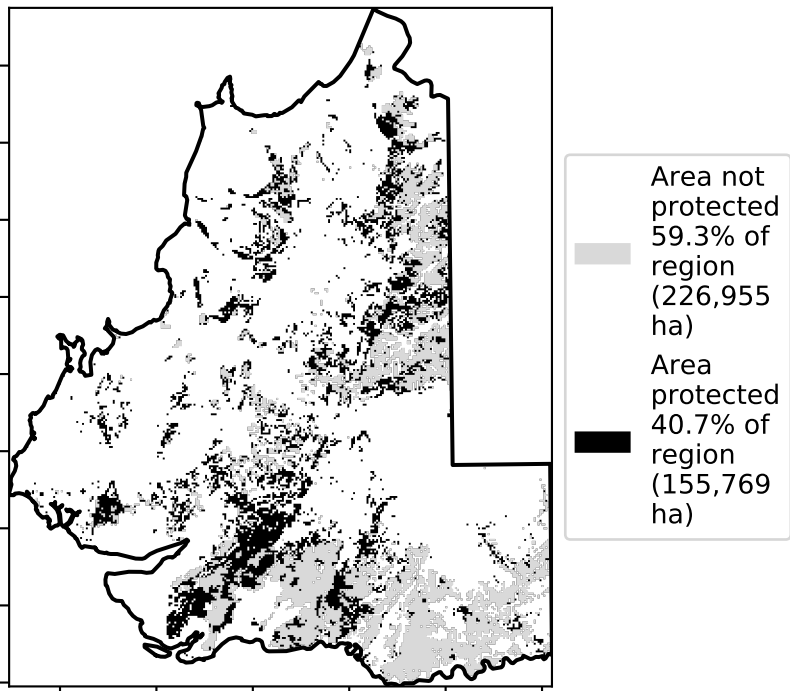 Area not
protected
59.3% of
region
(226,955
ha)
Area
protected
40.7% of
region
(155,769
ha)